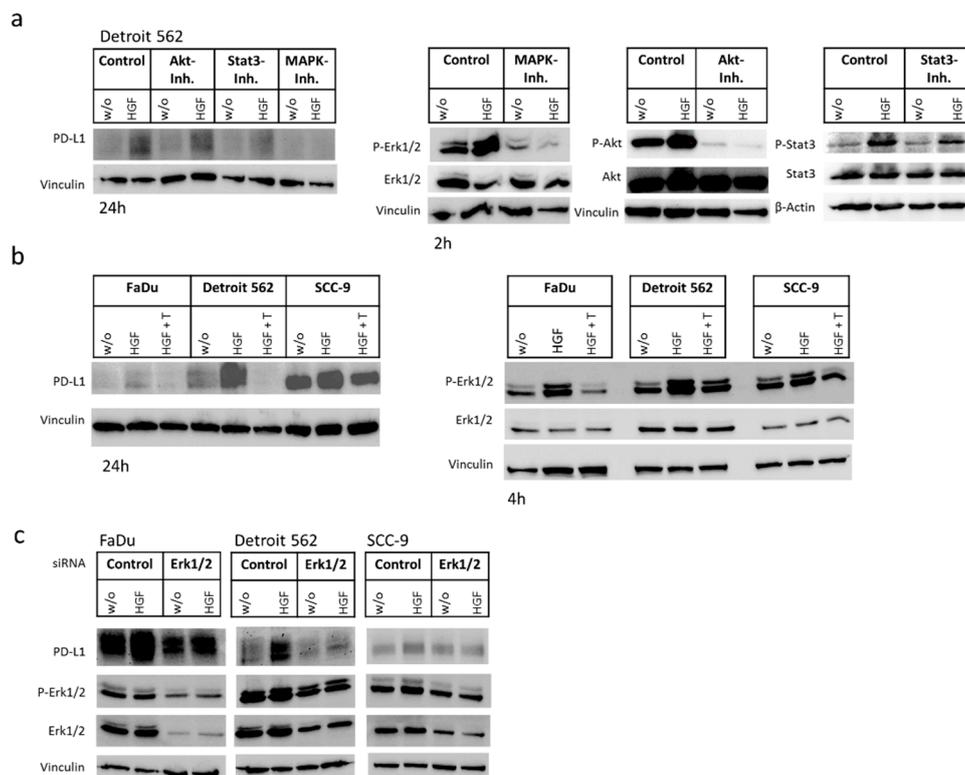 a
Detroit 562
Control Akt-Inh. Stat3-Inh. MAPK-Inh.
w/o HGF w/o HGF w/o HGF w/o HGF
PD-L1
Vinculin
24h
Control MAPK-Inh.
w/o HGF w/o HGF
P-Erk1/2
Erk1/2
Vinculin
2h
Control Akt-Inh.
w/o HGF w/o HGF
P-Akt
Akt
Vinculin
Control Stat3-Inh.
w/o HGF w/o HGF
P-Stat3
Stat3
β-Actin
b
FaDu Detroit 562 SCC-9
w/o HGF HGF + T w/o HGF HGF + T w/o HGF HGF + T
PD-L1
Vinculin
24h
FaDu Detroit 562 SCC-9
w/o HGF HGF + T w/o HGF HGF + T w/o HGF HGF + T
P-Erk1/2
Erk1/2
Vinculin
4h
c
FaDu Detroit 562 SCC-9
siRNA Control Erk1/2 Control Erk1/2 Control Erk1/2
w/o HGF w/o HGF w/o HGF w/o HGF w/o HGF w/o HGF
PD-L1
P-Erk1/2
Erk1/2
Vinculin